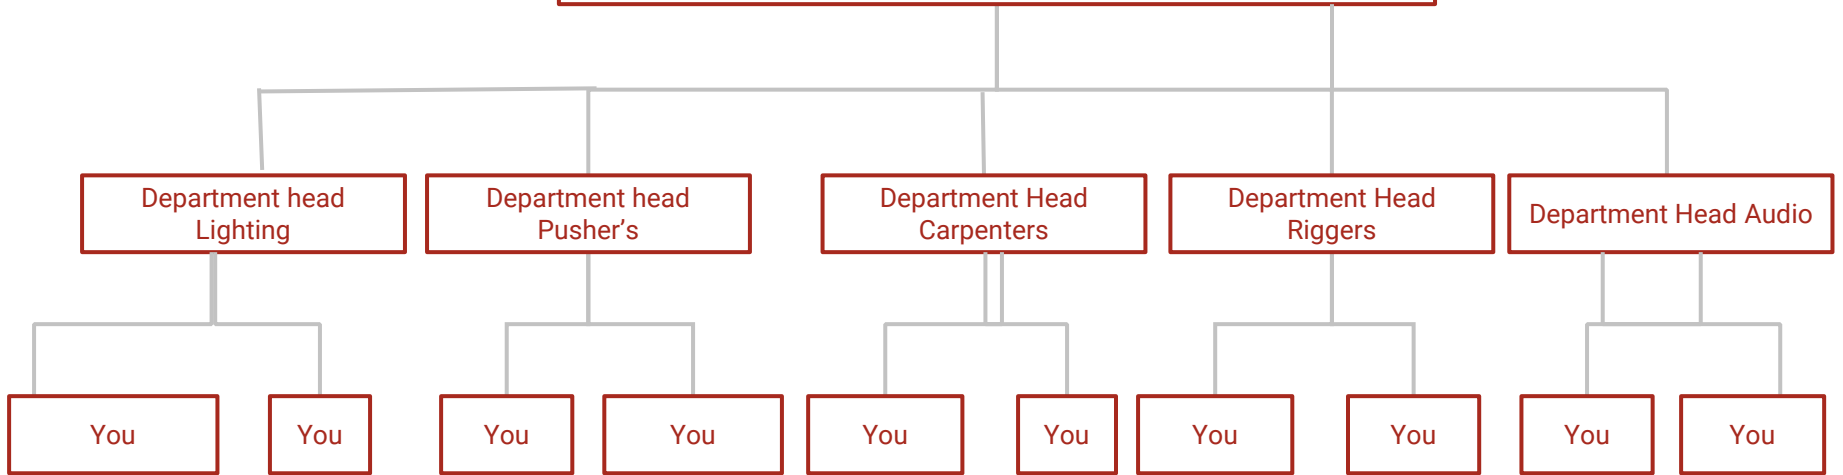 Department head
Lighting
Department head
Pusher’s
Department Head
Carpenters
Department Head
Riggers
Department Head Audio
You
You
You
You
You
You
You
You
You
You